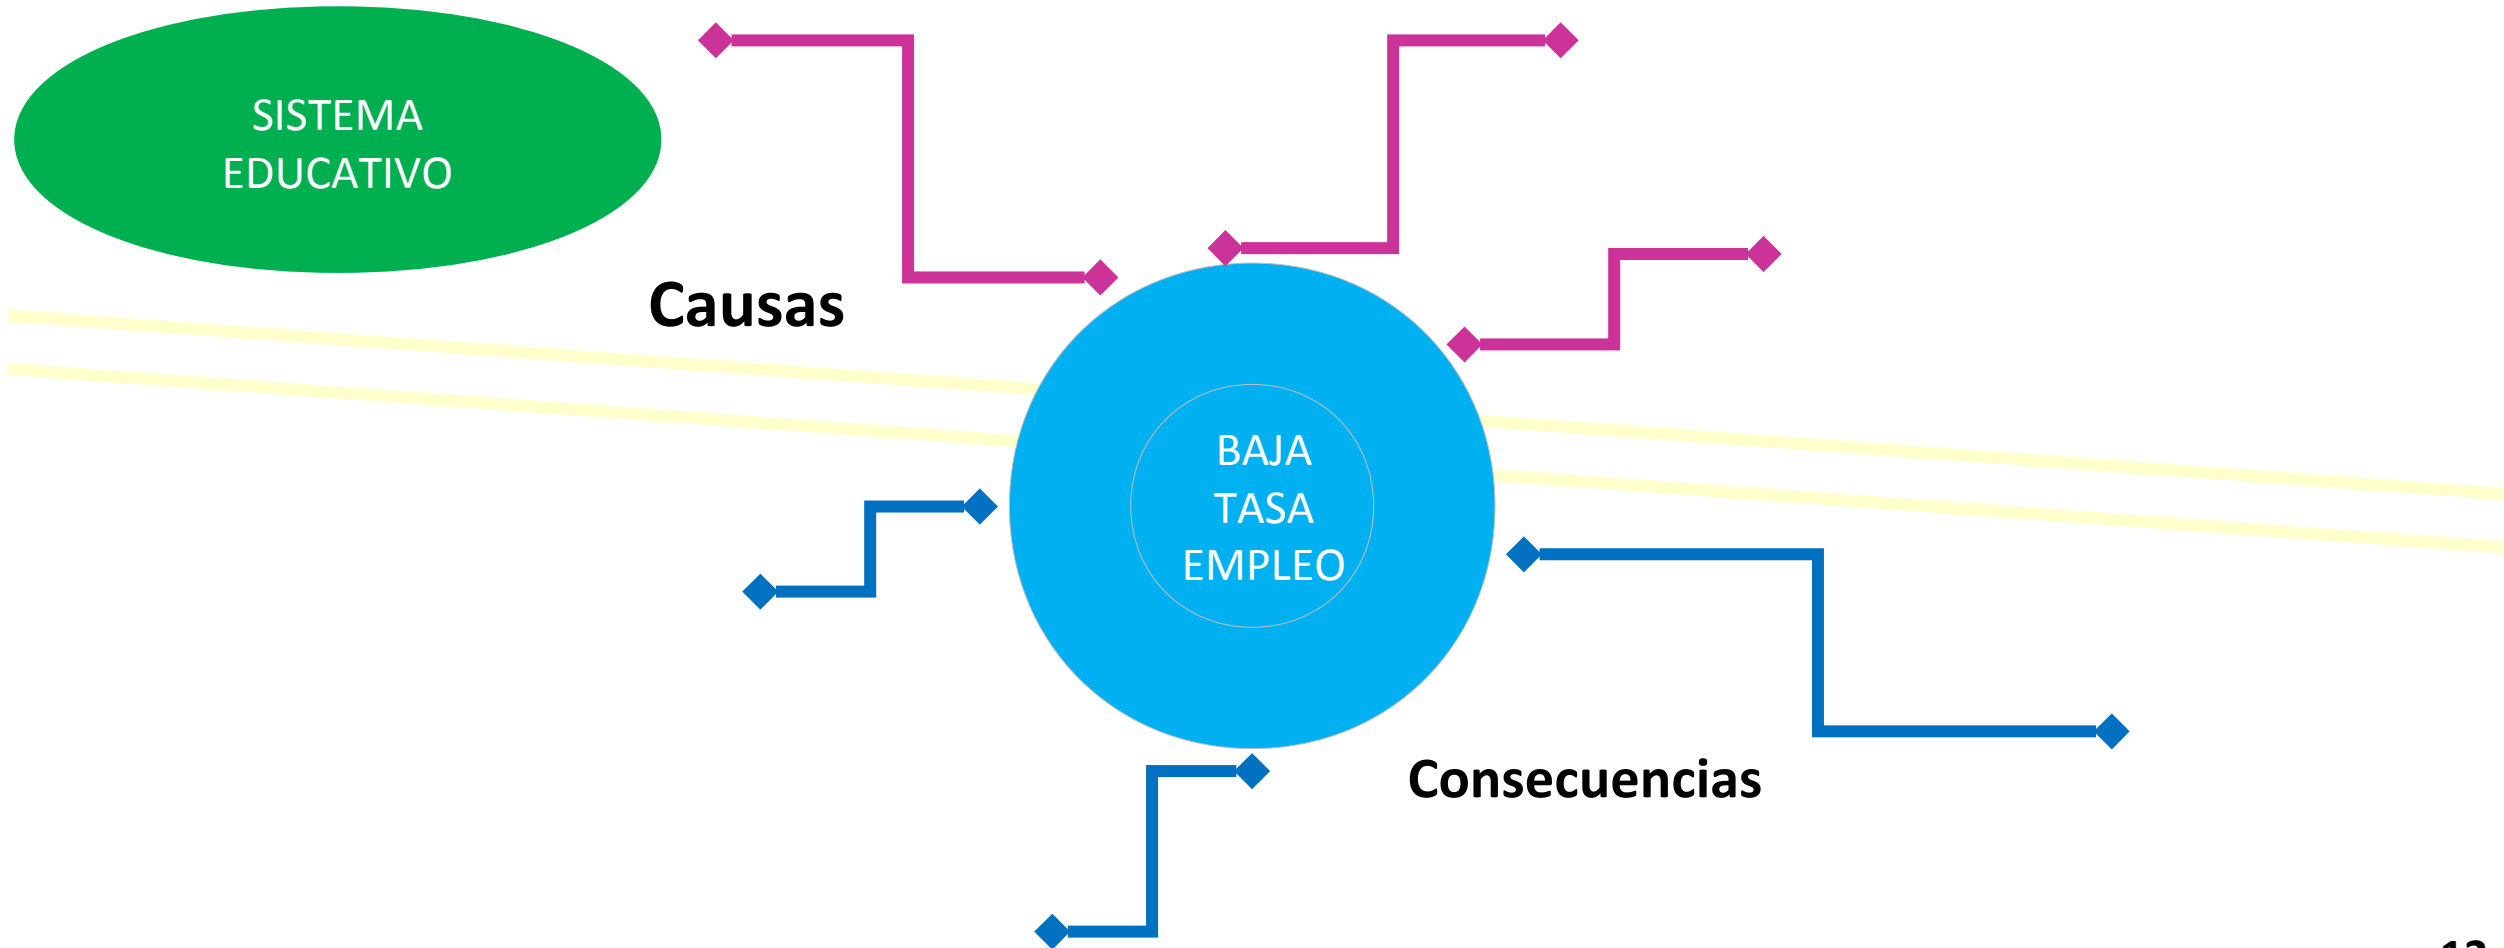 SISTEMA
EDUCATIVO
Causas
BAJA
TASA
EMPLEO
Consecuencias